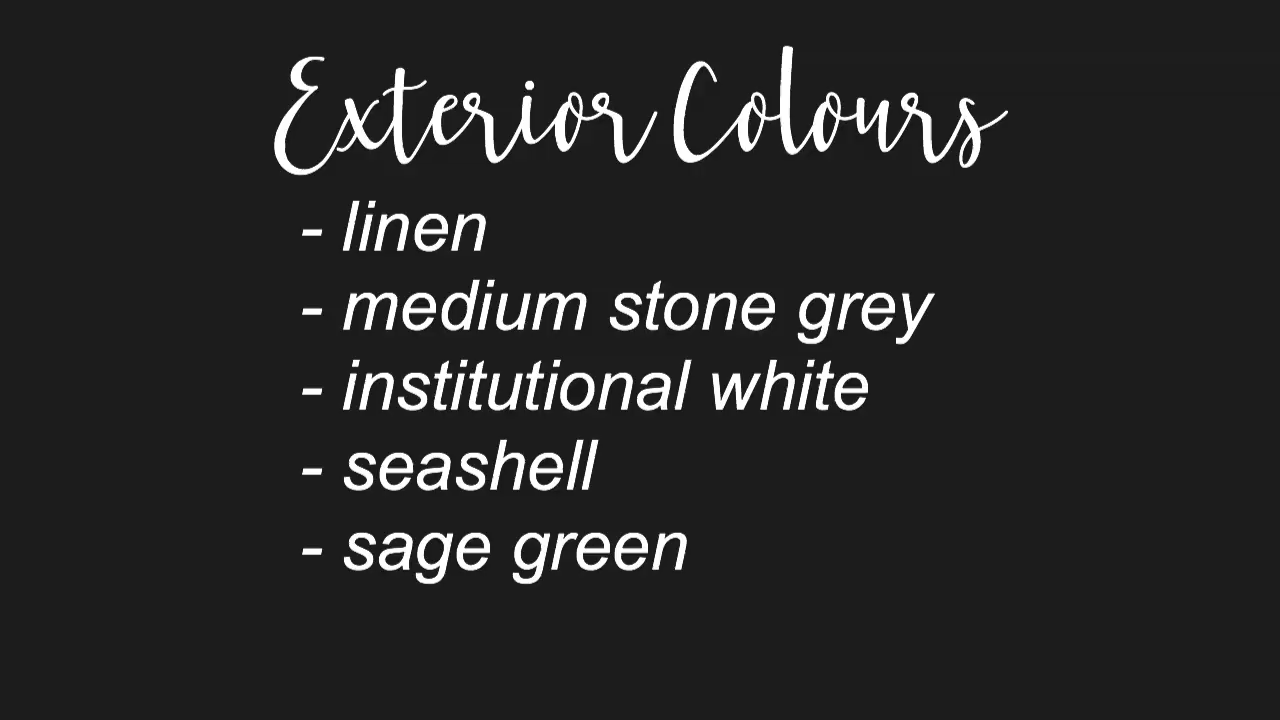 Exterior Colours
- linen
- medium stone grey
- institutional white
- seashell
- sage green